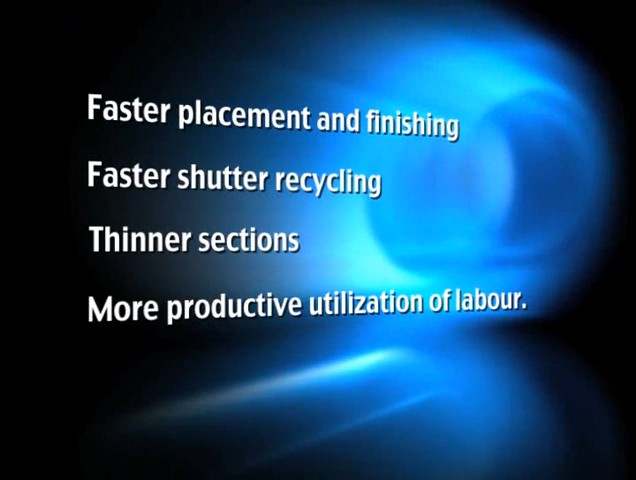 Faster placement and finishing
Faster shutter recycling
Thinner sections
More productive utilization of labour.